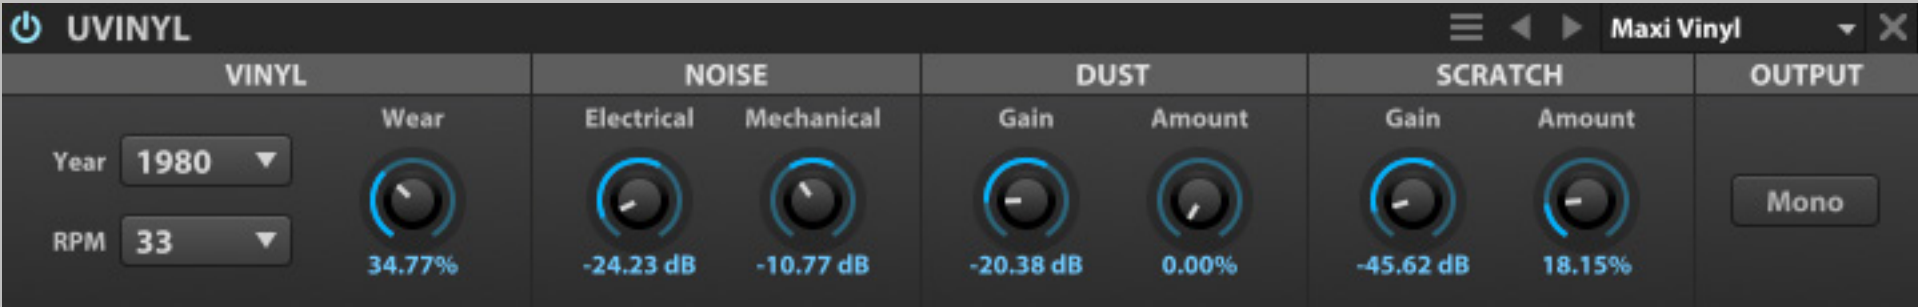 UVINYL
Maxi Vinyl
VINYL
NOISE
DUST
SCRATCH
OUTPUT
Wear
Electrical
Mechanical
Gain
Amount
Gain
Amount
Year
1980
RPM
33
Mono
34.77%
-24.23 dB
-10.77 dB
-20.38 dB
0.00%
-45.62 dB
18.15%